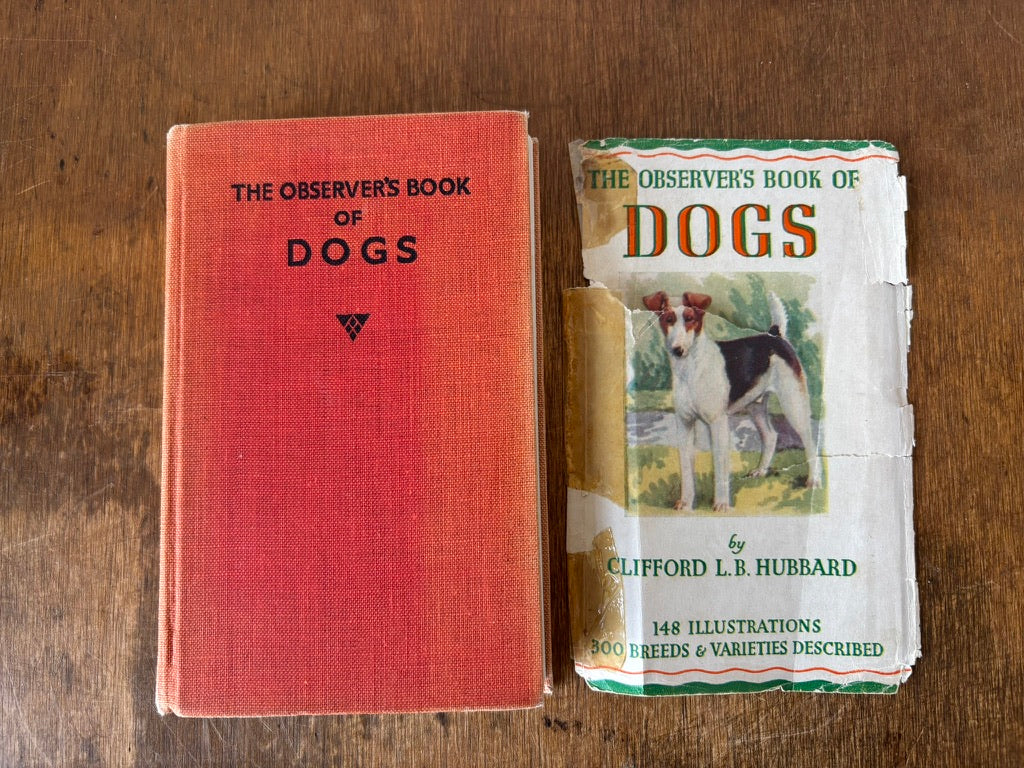 THE OBSERVER'S BOOK
OF
DOGS
THE OBSERVER'S BOOK OF
DOGS
by
CLIFFORD L.B. HUBBARD
148 ILLUSTRATIONS
300 BREEDS & VARIETIES DESCRIBED